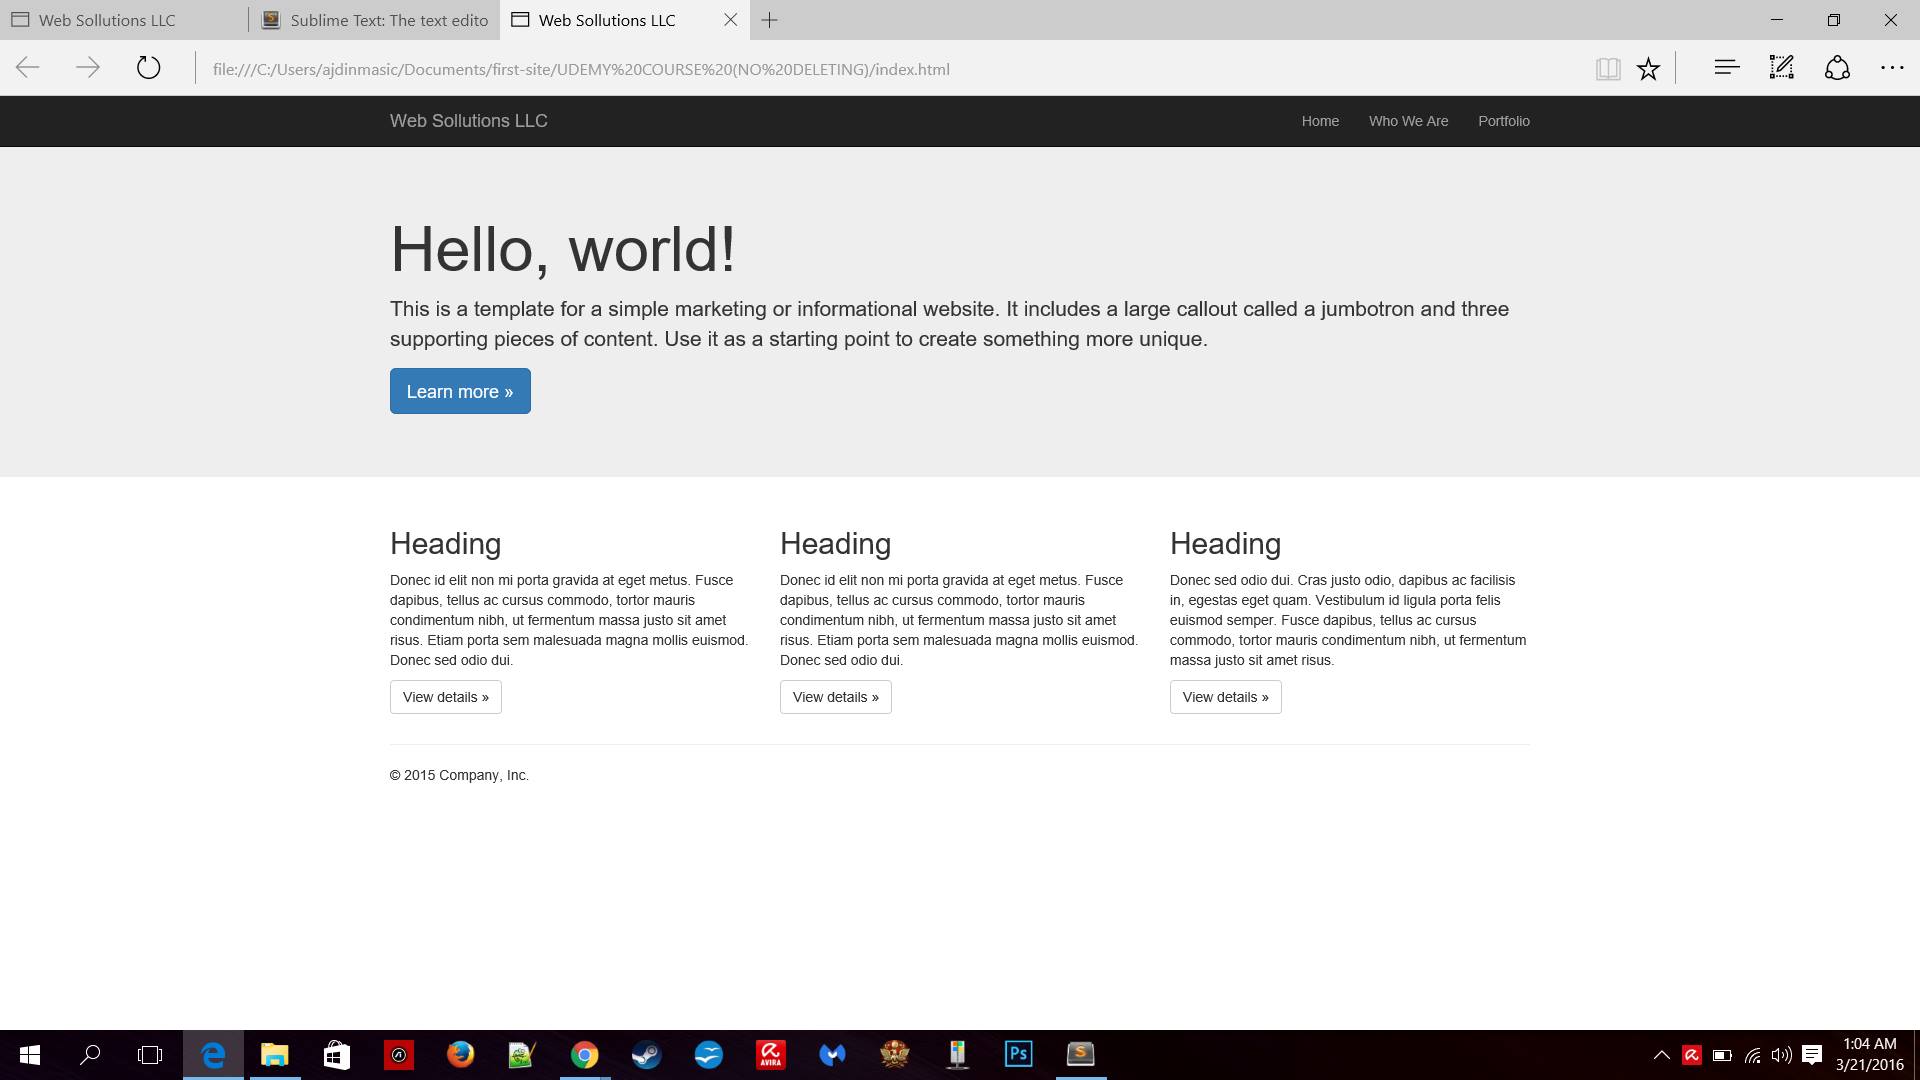 Web Sollutions LLC
Sublime Text: The text edito
Web Sollutions LLC
file:///C:/Users/ajdinmasic/Documents/first-site/UDEMY%20COURSE%20(NO%20DELETING)/index.html
Web Sollutions LLC
Home Who We Are Portfolio
Hello, world!
This is a template for a simple marketing or informational website. It includes a large callout called a jumbotron and three
supporting pieces of content. Use it as a starting point to create something more unique.
Learn more »
Heading
Donec id elit non mi porta gravida at eget metus. Fusce
dapibus, tellus ac cursus commodo, tortor mauris
condimentum nibh, ut fermentum massa justo sit amet
risus. Etiam porta sem malesuada magna mollis euismod.
Donec sed odio dui.
View details »
Heading
Donec id elit non mi porta gravida at eget metus. Fusce
dapibus, tellus ac cursus commodo, tortor mauris
condimentum nibh, ut fermentum massa justo sit amet
risus. Etiam porta sem malesuada magna mollis euismod.
Donec sed odio dui.
View details »
Heading
Donec sed odio dui. Cras justo odio, dapibus ac facilisis
in, egestas eget quam. Vestibulum id ligula porta felis
euismod semper. Fusce dapibus, tellus ac cursus
commodo, tortor mauris condimentum nibh, ut fermentum
massa justo sit amet risus.
View details »
© 2015 Company, Inc.
AVIRA
Ps
1:04 AM
3/21/2016